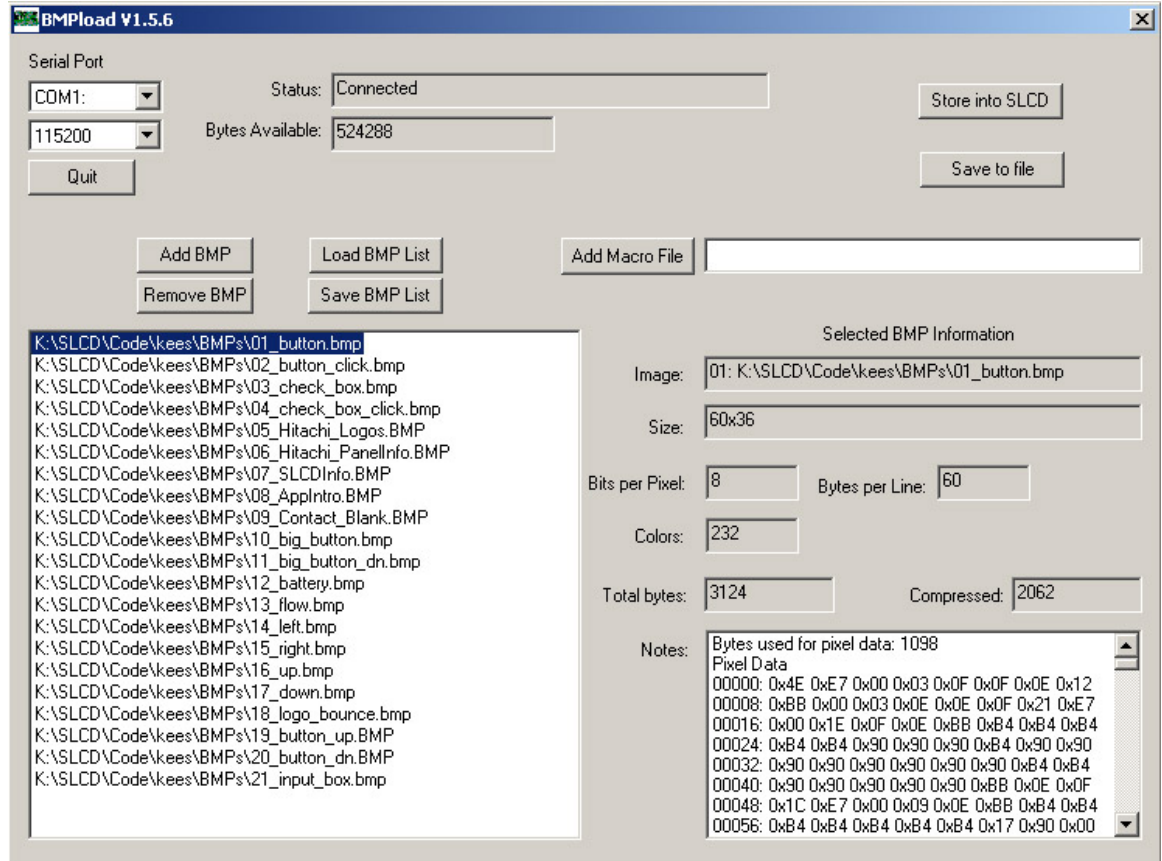 BMPload V1.5.6
Serial Port
COM1:
Status: Connected
Store into SLCD
115200
Bytes Available: 524288
Quit
Save to file
Add BMP
Load BMP List
Add Macro File
Remove BMP
Save BMP List
K:\SLCD\Code\kees\BMPs\01_button.bmp
K:\SLCD\Code\kees\BMPs\02_button_click.bmp
K:\SLCD\Code\kees\BMPs\03_check_box.bmp
K:\SLCD\Code\kees\BMPs\04_check_box_click.bmp
K:\SLCD\Code\kees\BMPs\05_Hitachi_Logos.BMP
K:\SLCD\Code\kees\BMPs\06_Hitachi_PanelInfo.BMP
K:\SLCD\Code\kees\BMPs\07_SLCDInfo.BMP
K:\SLCD\Code\kees\BMPs\08_AppIntro.BMP
K:\SLCD\Code\kees\BMPs\09_Contact_Blank.BMP
K:\SLCD\Code\kees\BMPs\10_big_button.bmp
K:\SLCD\Code\kees\BMPs\11_big_button_dn.bmp
K:\SLCD\Code\kees\BMPs\12_battery.bmp
K:\SLCD\Code\kees\BMPs\13_flow.bmp
K:\SLCD\Code\kees\BMPs\14_left.bmp
K:\SLCD\Code\kees\BMPs\15_right.bmp
K:\SLCD\Code\kees\BMPs\16_up.bmp
K:\SLCD\Code\kees\BMPs\17_down.bmp
K:\SLCD\Code\kees\BMPs\18_logo_bounce.bmp
K:\SLCD\Code\kees\BMPs\19_button_up.BMP
K:\SLCD\Code\kees\BMPs\20_button_dn.BMP
K:\SLCD\Code\kees\BMPs\21_input_box.bmp
Selected BMP Information
Image: 01: K:\SLCD\Code\kees\BMPs\01_button.bmp
Size: 60x36
Bits per Pixel: 8
Bytes per Line: 60
Colors: 232
Total bytes: 3124
Compressed: 2062
Notes:
Bytes used for pixel data: 1098
Pixel Data
00000: 0x4E 0xE7 0x00 0x03 0x0F 0x0F 0x0E 0x12
00008: 0xBB 0x00 0x03 0x0E 0x0E 0x0F 0x21 0xE7
00016: 0x00 0x1E 0x0F 0x0E 0xBB 0xB4 0xB4 0xB4
00024: 0xB4 0xB4 0x90 0x90 0x90 0xB4 0x90 0x90
00032: 0x90 0x90 0x90 0x90 0x90 0x90 0xB4 0xB4
00040: 0x90 0x90 0x90 0x90 0x90 0xBB 0x0E 0x0F
00048: 0x1C 0xE7 0x00 0x09 0x0E 0xBB 0xB4 0xB4
00056: 0xB4 0xB4 0xB4 0xB4 0xB4 0x17 0x90 0x00